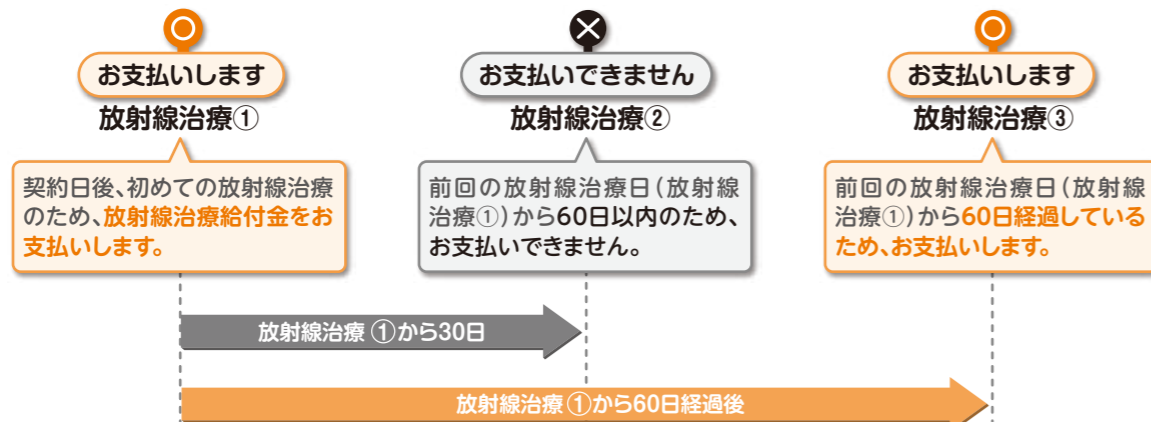 お支払いします
放射線治療①
契約日後、初めての放射線治療
のため、放射線治療給付金をお
支払いします。
お支払いできません
放射線治療②
前回の放射線治療日(放射線
治療①)から60日以内のため、
お支払いできません。
お支払いします
放射線治療③
前回の放射線治療日(放射線
治療①)から60日経過している
ため、お支払いします。
放射線治療①から30日
放射線治療①から60日経過後